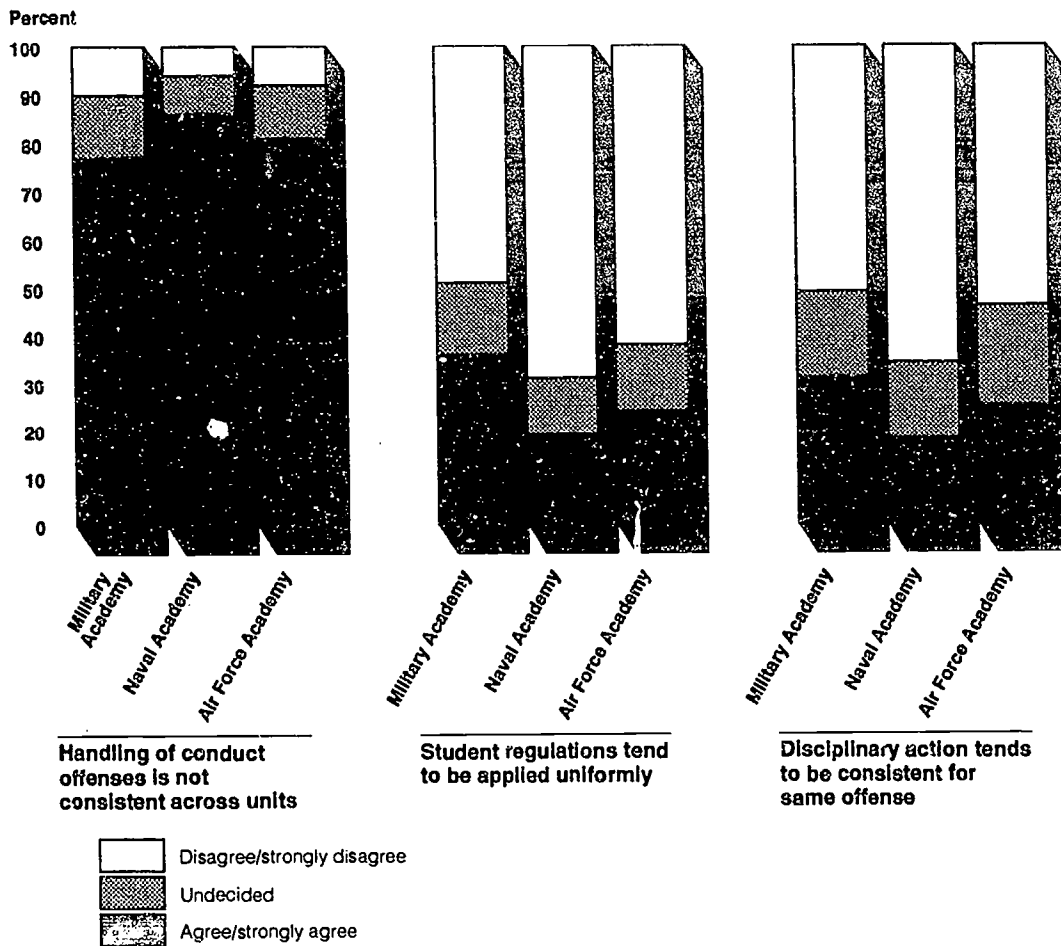 Percent
100
90
80
70
60
50
40
30
20
10
0
Military
Academy
Naval Academy
Air Force Academy
Military Academy
Naval Academy
Air Force Academy
Military Academy
Naval Academy
Air Force Academy
Handling of conduct
offenses is not
consistent across units
Student regulations tend
to be applied uniformly
Disciplinary action tends
to be consistent for
same offense
Disagree/strongly disagree
Undecided
Agree/strongly agree